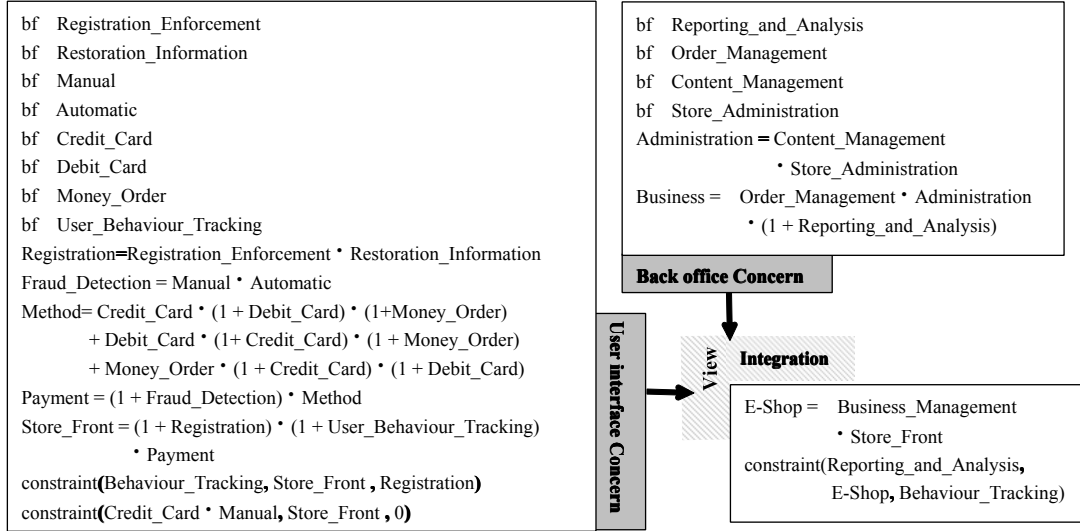 bf Registration_Enforcement
bf Restoration_Information
bf Manual
bf Automatic
bf Credit_Card
bf Debit_Card
bf Money_Order
bf User_Behaviour_Tracking
Registration=Registration_Enforcement · Restoration_Information
Fraud_Detection = Manual · Automatic
Method= Credit_Card · (1 + Debit_Card) · (1+Money_Order)
+ Debit_Card · (1+ Credit_Card) · (1 + Money_Order)
+ Money_Order · (1 + Credit_Card) · (1 + Debit_Card)
Payment = (1 + Fraud_Detection) · Method
Store_Front = (1 + Registration) · (1 + User_Behaviour_Tracking)
· Payment
constraint(Behaviour_Tracking, Store_Front , Registration)
constraint(Credit_Card · Manual, Store_Front , 0)
User interface Concern
bf Reporting_and_Analysis
bf Order_Management
bf Content_Management
bf Store_Administration
Administration = Content_Management
· Store_Administration
Business = Order_Management · Administration
· (1 + Reporting_and_Analysis)
Back office Concern
View
Integration
E-Shop = Business_Management
· Store_Front
constraint(Reporting_and_Analysis,
E-Shop, Behaviour_Tracking)